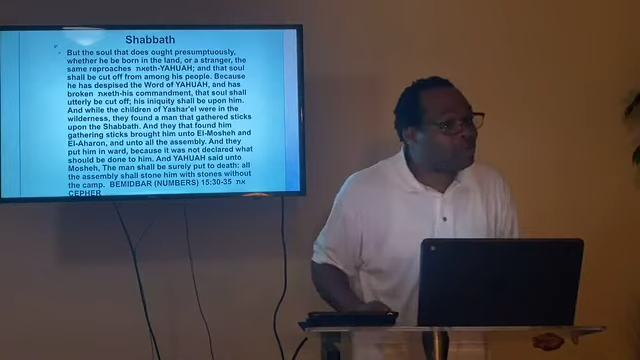 Shabbath
But the soul that does ought presumptuously,
whether he be born in the land, or a stranger, the
same reproaches את eth-YAHUAH; and that soul
shall be cut off from among his people. Because
he has despised the Word of YAHUAH, and has
broken את eth-his commandment, that soul shall
utterly be cut off; his iniquity shall be upon him.
And while the children of Yashar'el were in the
wilderness, they found a man that gathered sticks
upon the Shabbath. And they that found him
gathering sticks brought him unto El-Mosheh and
El-Aharon, and unto all the assembly. And they
put him in ward, because it was not declared what
should be done to him. And YAHUAH said unto
Mosheh, The man shall be surely put to death: all
the assembly shall stone him with stones without
the camp. BEMIDBAR (NUMBERS) 15:30-35 את
CEPHER